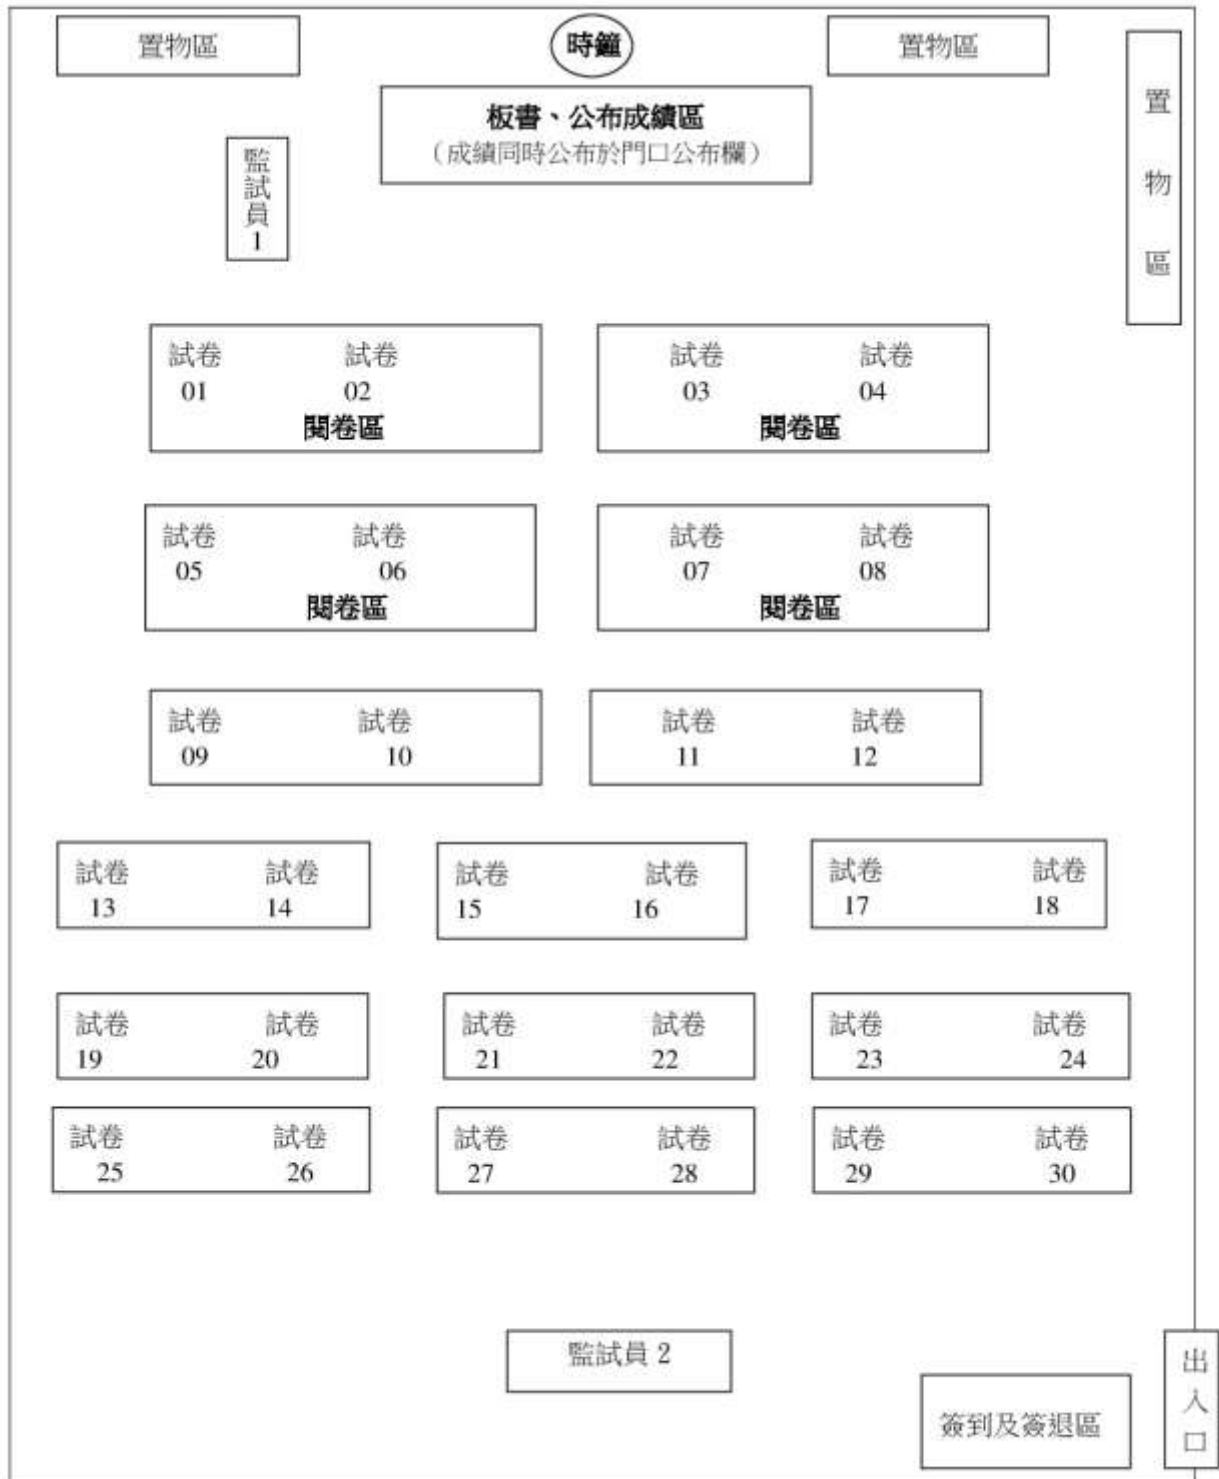 置物區
時鐘
置物區
置物區
板書、公布成績區
（成績同時公布於門口公布欄）
監試員1
試卷 試卷
01 02
閱卷區
試卷 試卷
03 04
閱卷區
試卷 試卷
05 06
閱卷區
試卷 試卷
07 08
閱卷區
試卷 試卷
09 10
試卷 試卷
11 12
試卷 試卷
13 14
試卷 試卷
15 16
試卷 試卷
17 18
試卷 試卷
19 20
試卷 試卷
21 22
試卷 試卷
23 24
試卷 試卷
25 26
試卷 試卷
27 28
試卷 試卷
29 30
監試員 2
簽到及簽退區
出入口